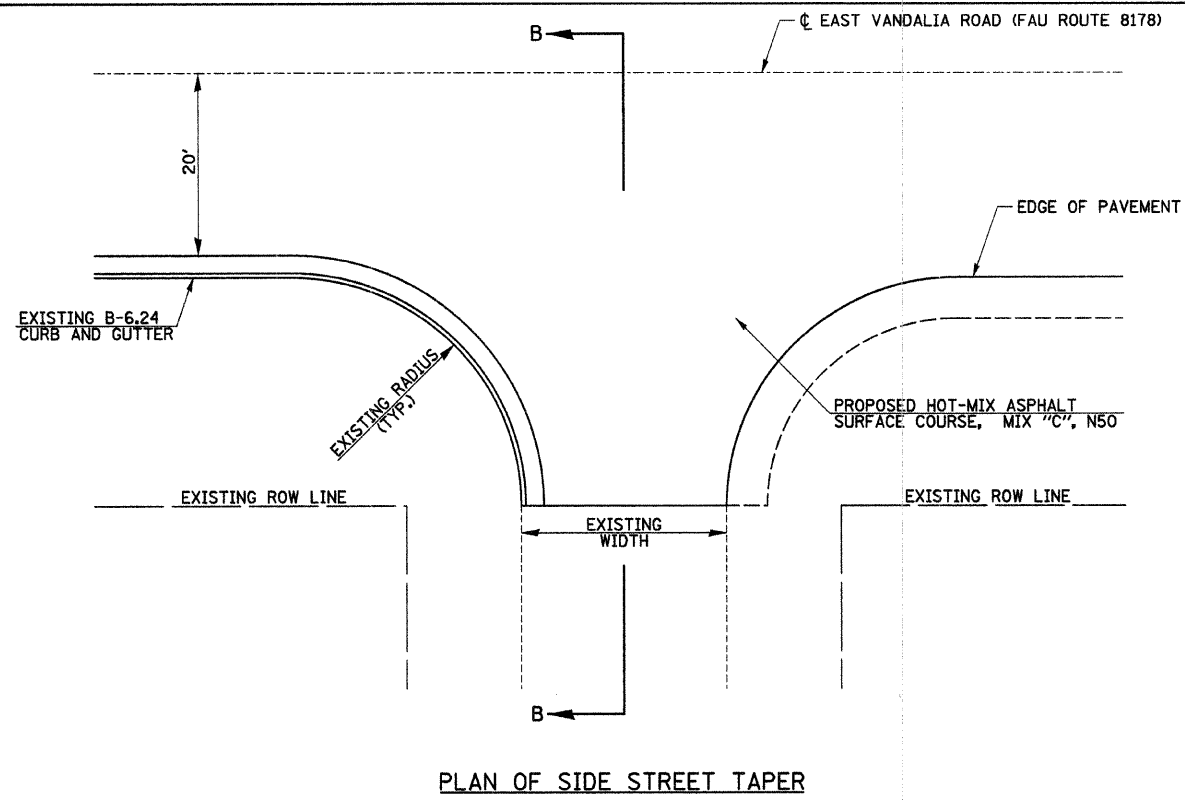 B
℄ EAST VANDALIA ROAD (FAU ROUTE 8178)
20'
EDGE OF PAVEMENT
EXISTING B-6.24
CURB AND GUTTER
EXISTING RADIUS
(TYP.)
PROPOSED HOT-MIX ASPHALT
SURFACE COURSE, MIX "C", N50
EXISTING ROW LINE
EXISTING ROW LINE
EXISTING
WIDTH
B
PLAN OF SIDE STREET TAPER